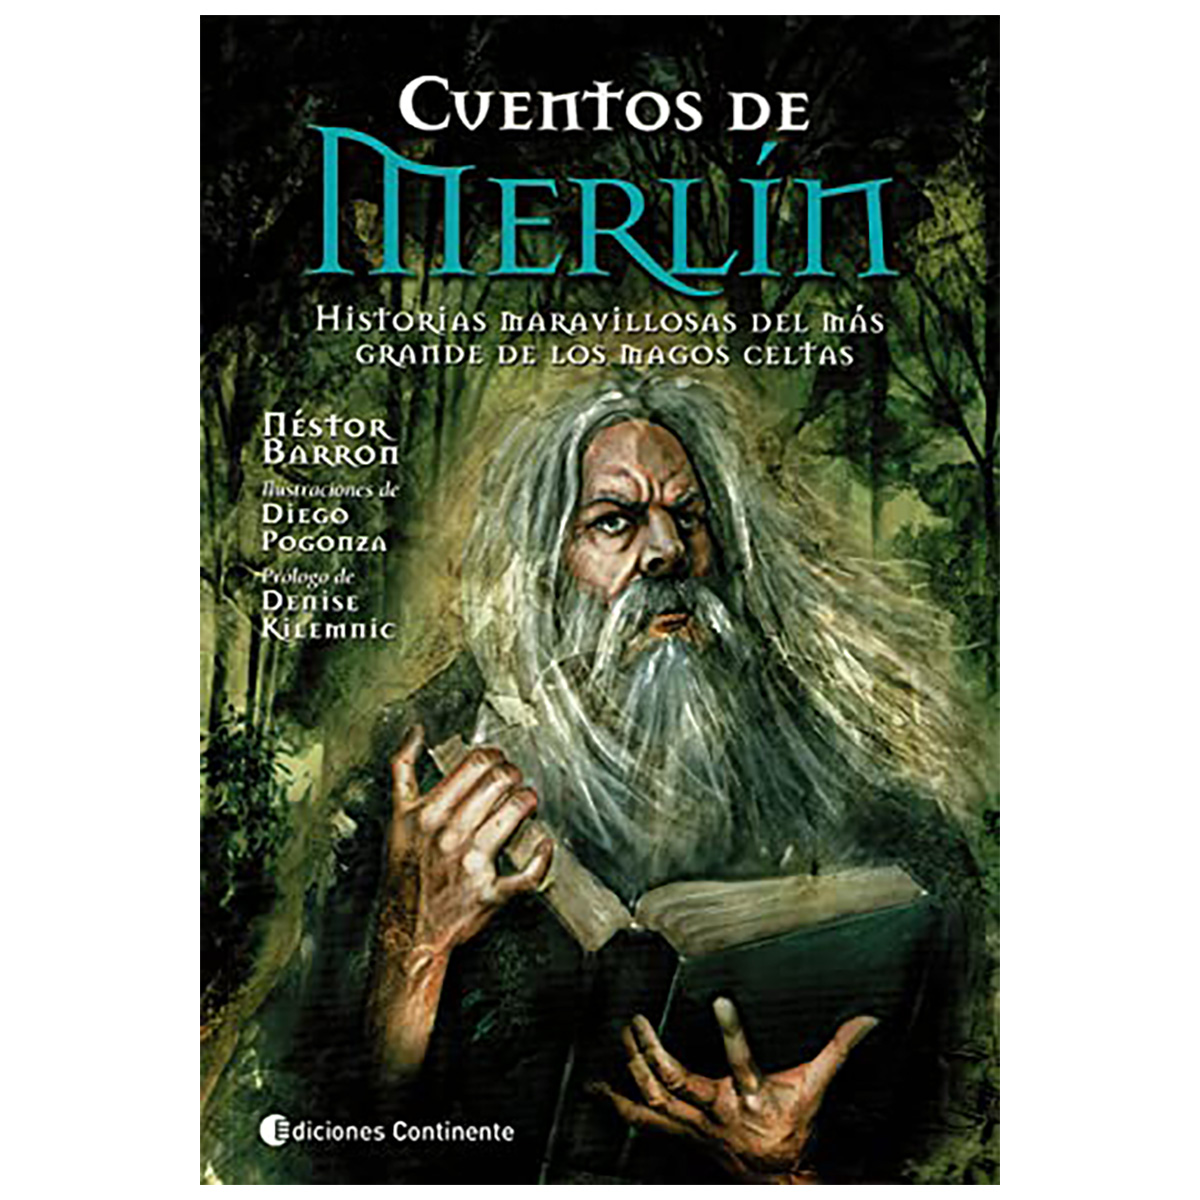 Cuentos de
Merlín
Historias maravillosas del más
grande de los magos celtas
Néstor
Barron
Ilustraciones de
Diego
Pogonza
Prólogo de
Denise
Kilemnic
Ediciones Continente